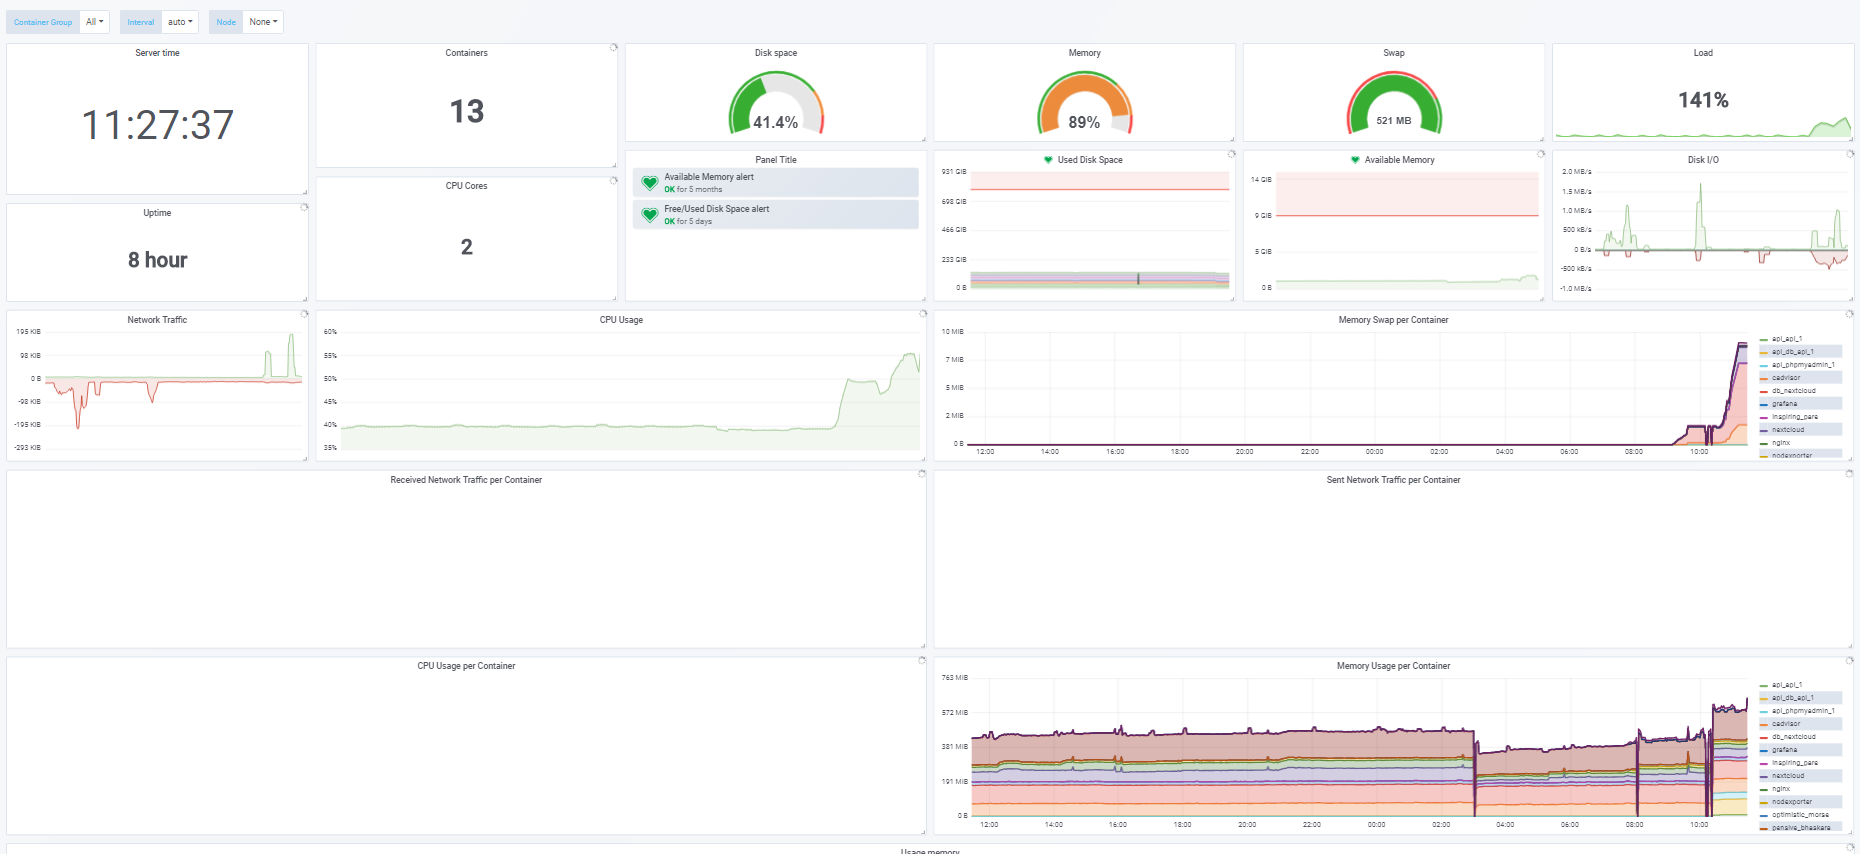 Container Group All Interval auto Node None
Server time
11:27:37
Containers
13
Disk space
41.4%
Memory
89%
Swap
521 MB
Load
141%
Uptime
8 hour
CPU Cores
2
Panel Title
Available Memory alert
OK for 5 months
Free/Used Disk Space alert
OK for 5 days
Used Disk Space
931 GiB
698 GiB
466 GiB
233 GiB
0 B
Available Memory
14 GiB
9 GiB
5 GiB
0 B
Disk I/O
2.0 MB/s
1.5 MB/s
1.0 MB/s
500 kB/s
0 B/s
-500 kB/s
-1.0 MB/s
Network Traffic
195 KiB
98 KiB
0 B
-98 KiB
-195 KiB
-293 KiB
CPU Usage
60%
55%
50%
45%
40%
35%
Memory Swap per Container
10 MiB
7 MiB
5 MiB
2 MiB
0 B
12:00 14:00 16:00 18:00 20:00 22:00 00:00 02:00 04:00 06:00 08:00 10:00
api_api_1
api_db_api_1
api_phpmyadmin_1
cadvisor
db_nextcloud
grafana
inspiring_pare
nextcloud
nginx
nodexporter
Received Network Traffic per Container
Sent Network Traffic per Container
CPU Usage per Container
Memory Usage per Container
763 MiB
572 MiB
381 MiB
191 MiB
0 B
12:00 14:00 16:00 18:00 20:00 22:00 00:00 02:00 04:00 06:00 08:00 10:00
api_api_1
api_db_api_1
api_phpmyadmin_1
cadvisor
db_nextcloud
grafana
inspiring_pare
nextcloud
nginx
nodexporter
optimistic_morse
pensive_bhaskara
Usage memory